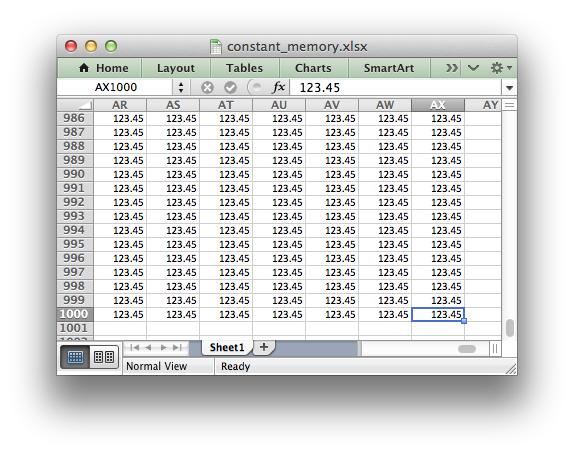 constant_memory.xlsx
Home Layout Tables Charts SmartArt
AX1000 fx 123.45
AR AS AT AU AV AW AX AY
986 123.45 123.45 123.45 123.45 123.45 123.45 123.45
987 123.45 123.45 123.45 123.45 123.45 123.45 123.45
988 123.45 123.45 123.45 123.45 123.45 123.45 123.45
989 123.45 123.45 123.45 123.45 123.45 123.45 123.45
990 123.45 123.45 123.45 123.45 123.45 123.45 123.45
991 123.45 123.45 123.45 123.45 123.45 123.45 123.45
992 123.45 123.45 123.45 123.45 123.45 123.45 123.45
993 123.45 123.45 123.45 123.45 123.45 123.45 123.45
994 123.45 123.45 123.45 123.45 123.45 123.45 123.45
995 123.45 123.45 123.45 123.45 123.45 123.45 123.45
996 123.45 123.45 123.45 123.45 123.45 123.45 123.45
997 123.45 123.45 123.45 123.45 123.45 123.45 123.45
998 123.45 123.45 123.45 123.45 123.45 123.45 123.45
999 123.45 123.45 123.45 123.45 123.45 123.45 123.45
1000 123.45 123.45 123.45 123.45 123.45 123.45 123.45
1001
Sheet1
Normal View Ready